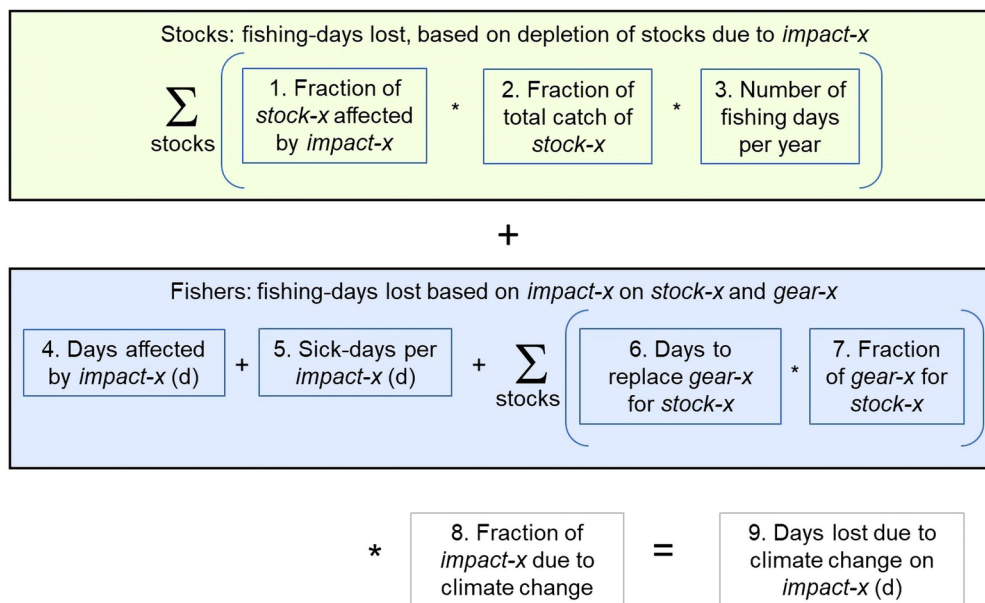 Stocks: fishing-days lost, based on depletion of stocks due to impact-x
∑
stocks
1. Fraction of
stock-x affected
by impact-x
*
2. Fraction of
total catch of
stock-x
*
3. Number of
fishing days
per year
+
Fishers: fishing-days lost based on impact-x on stock-x and gear-x
4. Days affected
by impact-x (d)
+
5. Sick-days per
impact-x (d)
+
∑
stocks
6. Days to
replace gear-x
for stock-x
*
7. Fraction
of gear-x for
stock-x
*
8. Fraction of
impact-x due to
climate change
=
9. Days lost due to
climate change on
impact-x (d)